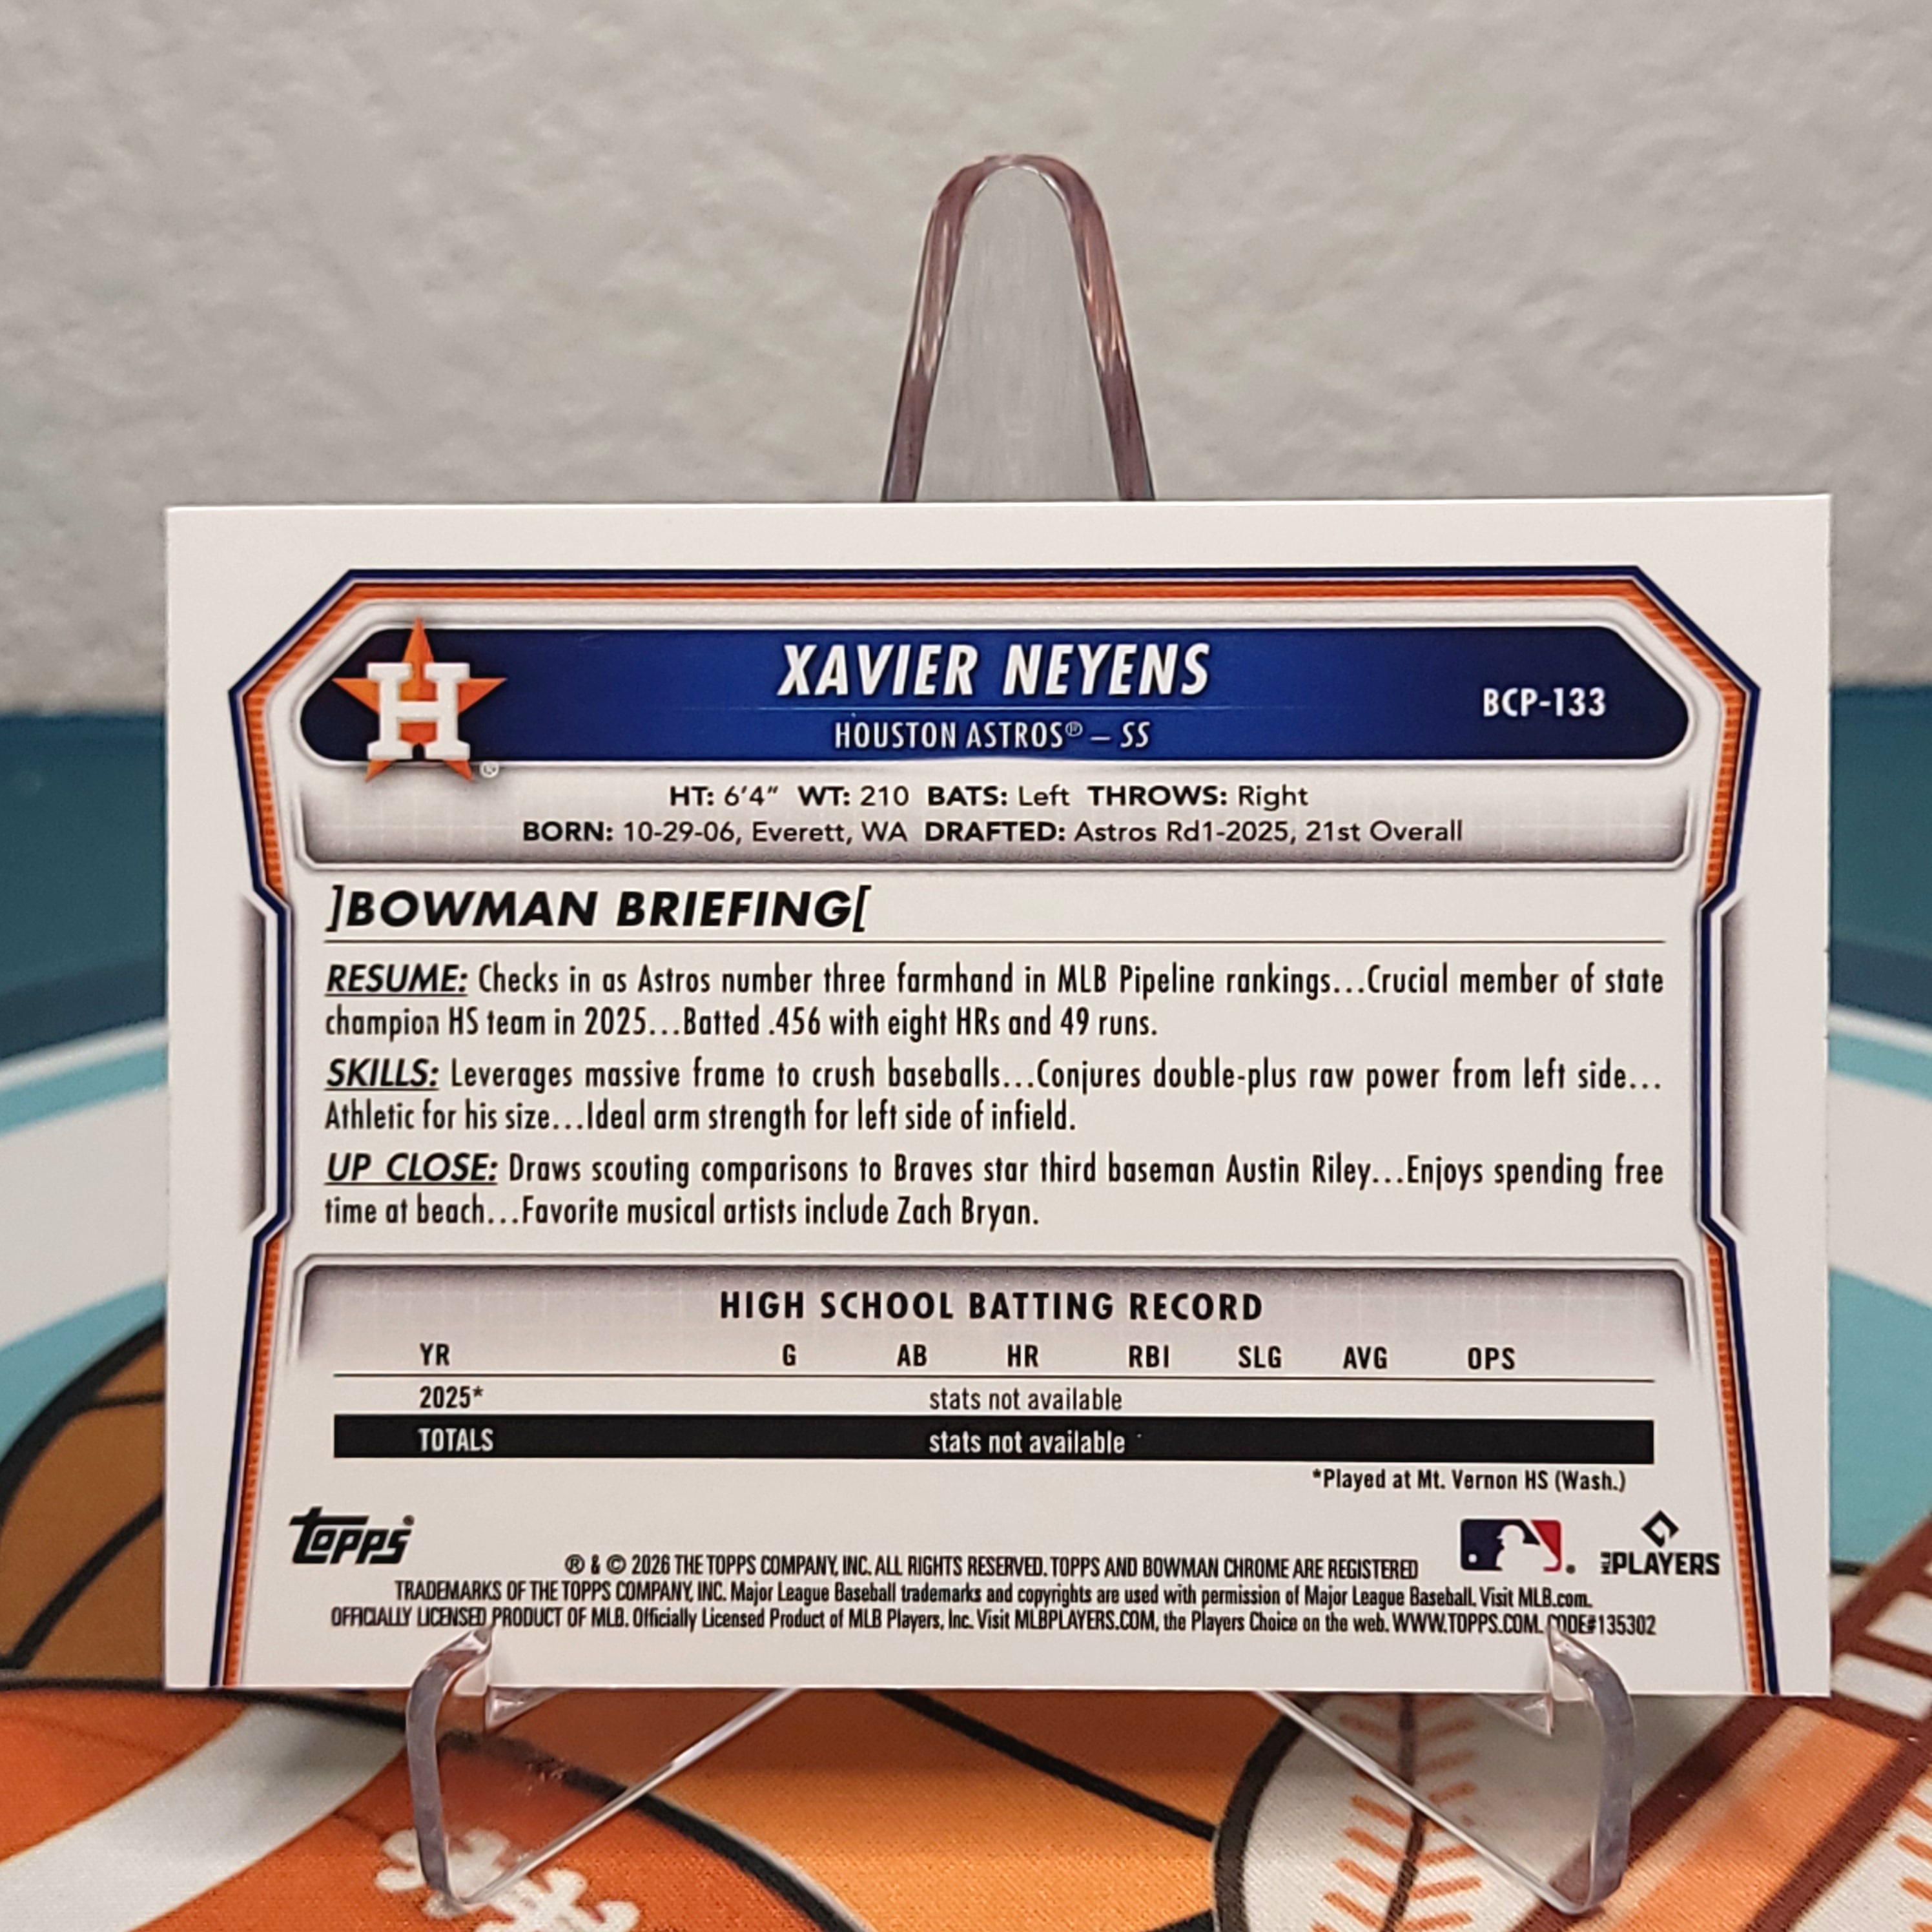 XAVIER NEYENS
HOUSTON ASTROS® – SS
BCP-133
H
®
HT: 6'4" WT: 210 BATS: Left THROWS: Right
BORN: 10-29-06, Everett, WA DRAFTED: Astros Rd1-2025, 21st Overall
]BOWMAN BRIEFING[
RESUME: Checks in as Astros number three farmhand in MLB Pipeline rankings...Crucial member of state
champion HS team in 2025...Batted .456 with eight HRs and 49 runs.
SKILLS: Leverages massive frame to crush baseballs...Conjures double-plus raw power from left side...
Athletic for his size...Ideal arm strength for left side of infield.
UP CLOSE: Draws scouting comparisons to Braves star third baseman Austin Riley...Enjoys spending free
time at beach...Favorite musical artists include Zach Bryan.
HIGH SCHOOL BATTING RECORD
YR G AB HR RBI SLG AVG OPS
2025* stats not available
TOTALS stats not available
*Played at Mt. Vernon HS (Wash.)
Topps®
MLB PLAYERS
® & © 2026 THE TOPPS COMPANY, INC. ALL RIGHTS RESERVED. TOPPS AND BOWMAN CHROME ARE REGISTERED
TRADEMARKS OF THE TOPPS COMPANY, INC. Major League Baseball trademarks and copyrights are used with permission of Major League Baseball. Visit MLB.com.
OFFICIALLY LICENSED PRODUCT OF MLB. Officially Licensed Product of MLB Players, Inc. Visit MLBPLAYERS.COM, the Players Choice on the web. WWW.TOPPS.COM. CODE#135302